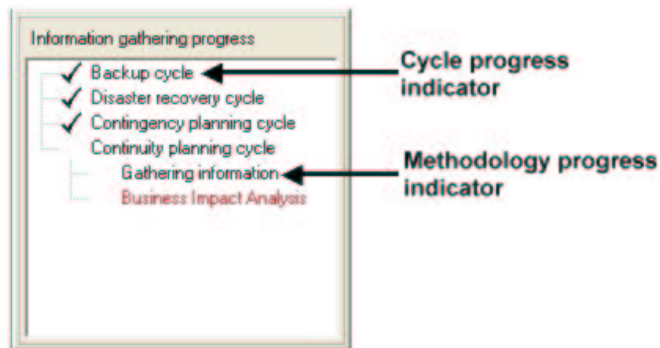 Information gathering progress
Backup cycle
Disaster recovery cycle
Contingency planning cycle
Continuity planning cycle
Gathering information
Business Impact Analysis
Cycle progress
indicator
Methodology progress
indicator